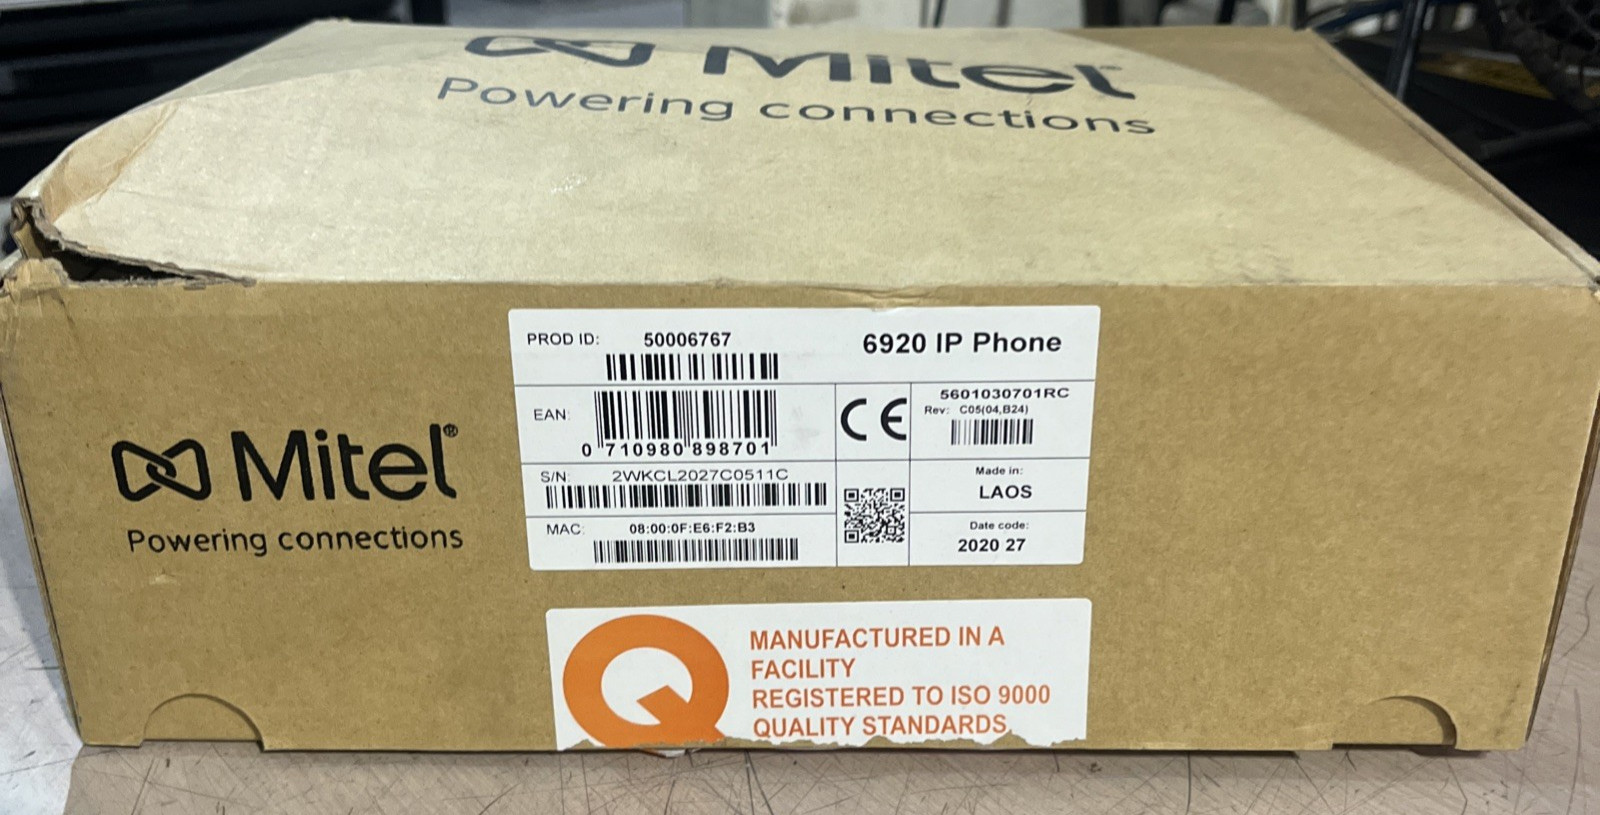 Mitel
Powering connections
PROD ID: 50006767
6920 IP Phone
EAN:
0 710980 898701
5601030701RC
Rev: C05(04,B24)
S/N: 2WKCL2027C0511C
Made in:
LAOS
MAC: 08:00:0F:E6:F2:B3
Date code:
2020 27
Mitel®
Powering connections
MANUFACTURED IN A
FACILITY
REGISTERED TO ISO 9000
QUALITY STANDARDS.